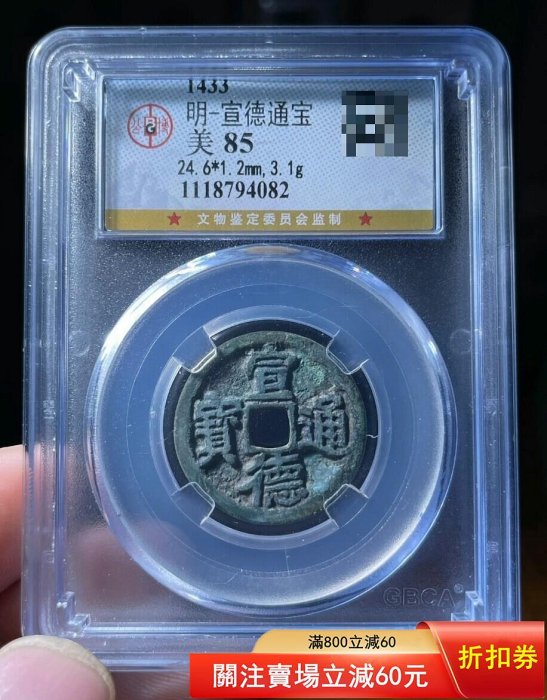 1433
明-宣德通宝
美 85
24.6*1.2mm,3.1g
1118794082
★ 文物鉴定委员会监制 ★
宣
寶 通
德
GBCA
滿800立減60
關注賣場立減60元
折扣券